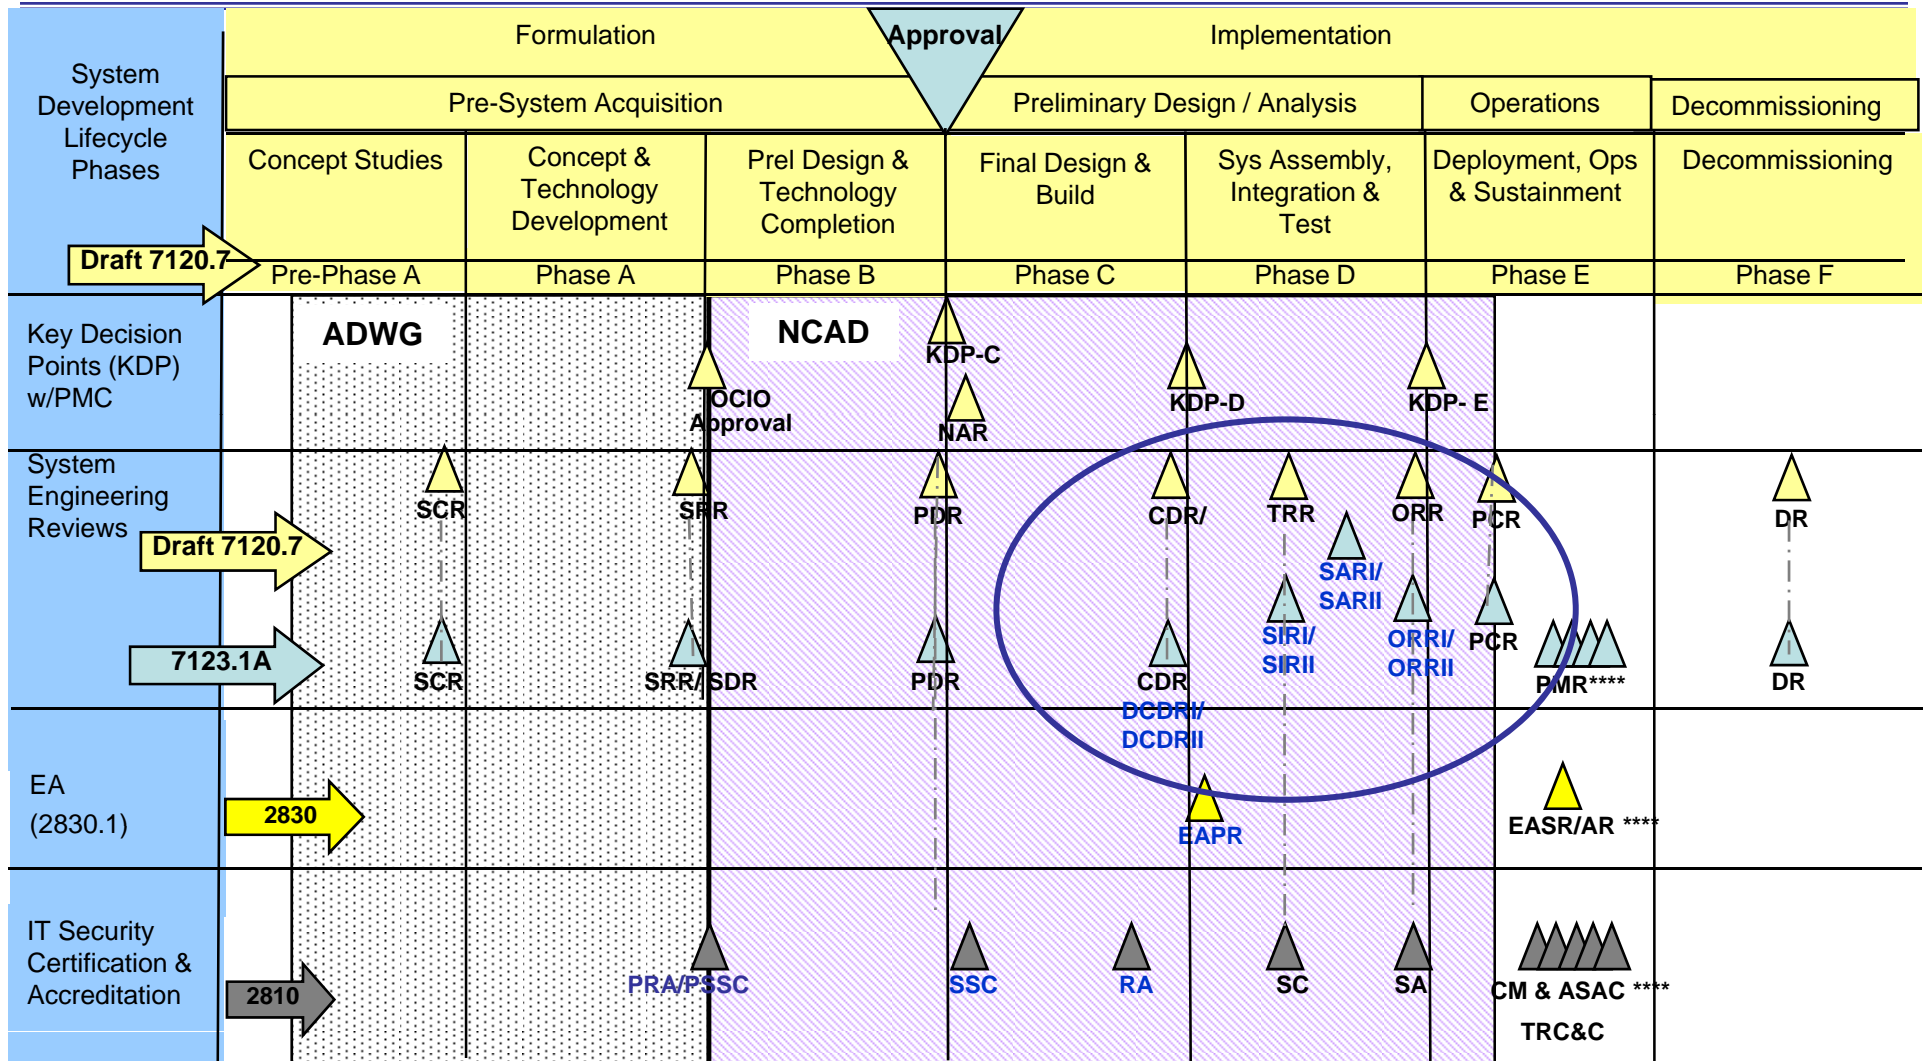 Formulation
Approval
Implementation
System
Development
Lifecycle
Phases
Pre-System Acquisition
Preliminary Design / Analysis
Operations
Decommissioning
Concept Studies
Concept &
Technology
Development
Prel Design &
Technology
Completion
Final Design &
Build
Sys Assembly,
Integration &
Test
Deployment, Ops
& Sustainment
Decommissioning
Draft 7120.7
Pre-Phase A
Phase A
Phase B
Phase C
Phase D
Phase E
Phase F
Key Decision
Points (KDP)
w/PMC
ADWG
NCAD
OCIO
Approval
KDP-C
NAR
KDP-D
KDP- E
System
Engineering
Reviews
Draft 7120.7
SCR
SRR
PDR
CDR/
TRR
ORR
PCR
DR
SARI/
SARII
7123.1A
SCR
SRR/ SDR
PDR
CDR
DCDRI/
DCDRII
SIRI/
SIRII
ORRI/
ORRII
PCR
PMR****
DR
EA
(2830.1)
2830
EAPR
EASR/AR ****
IT Security
Certification &
Accreditation
2810
PRA/PSSC
SSC
RA
SC
SA
CM & ASAC ****
TRC&C